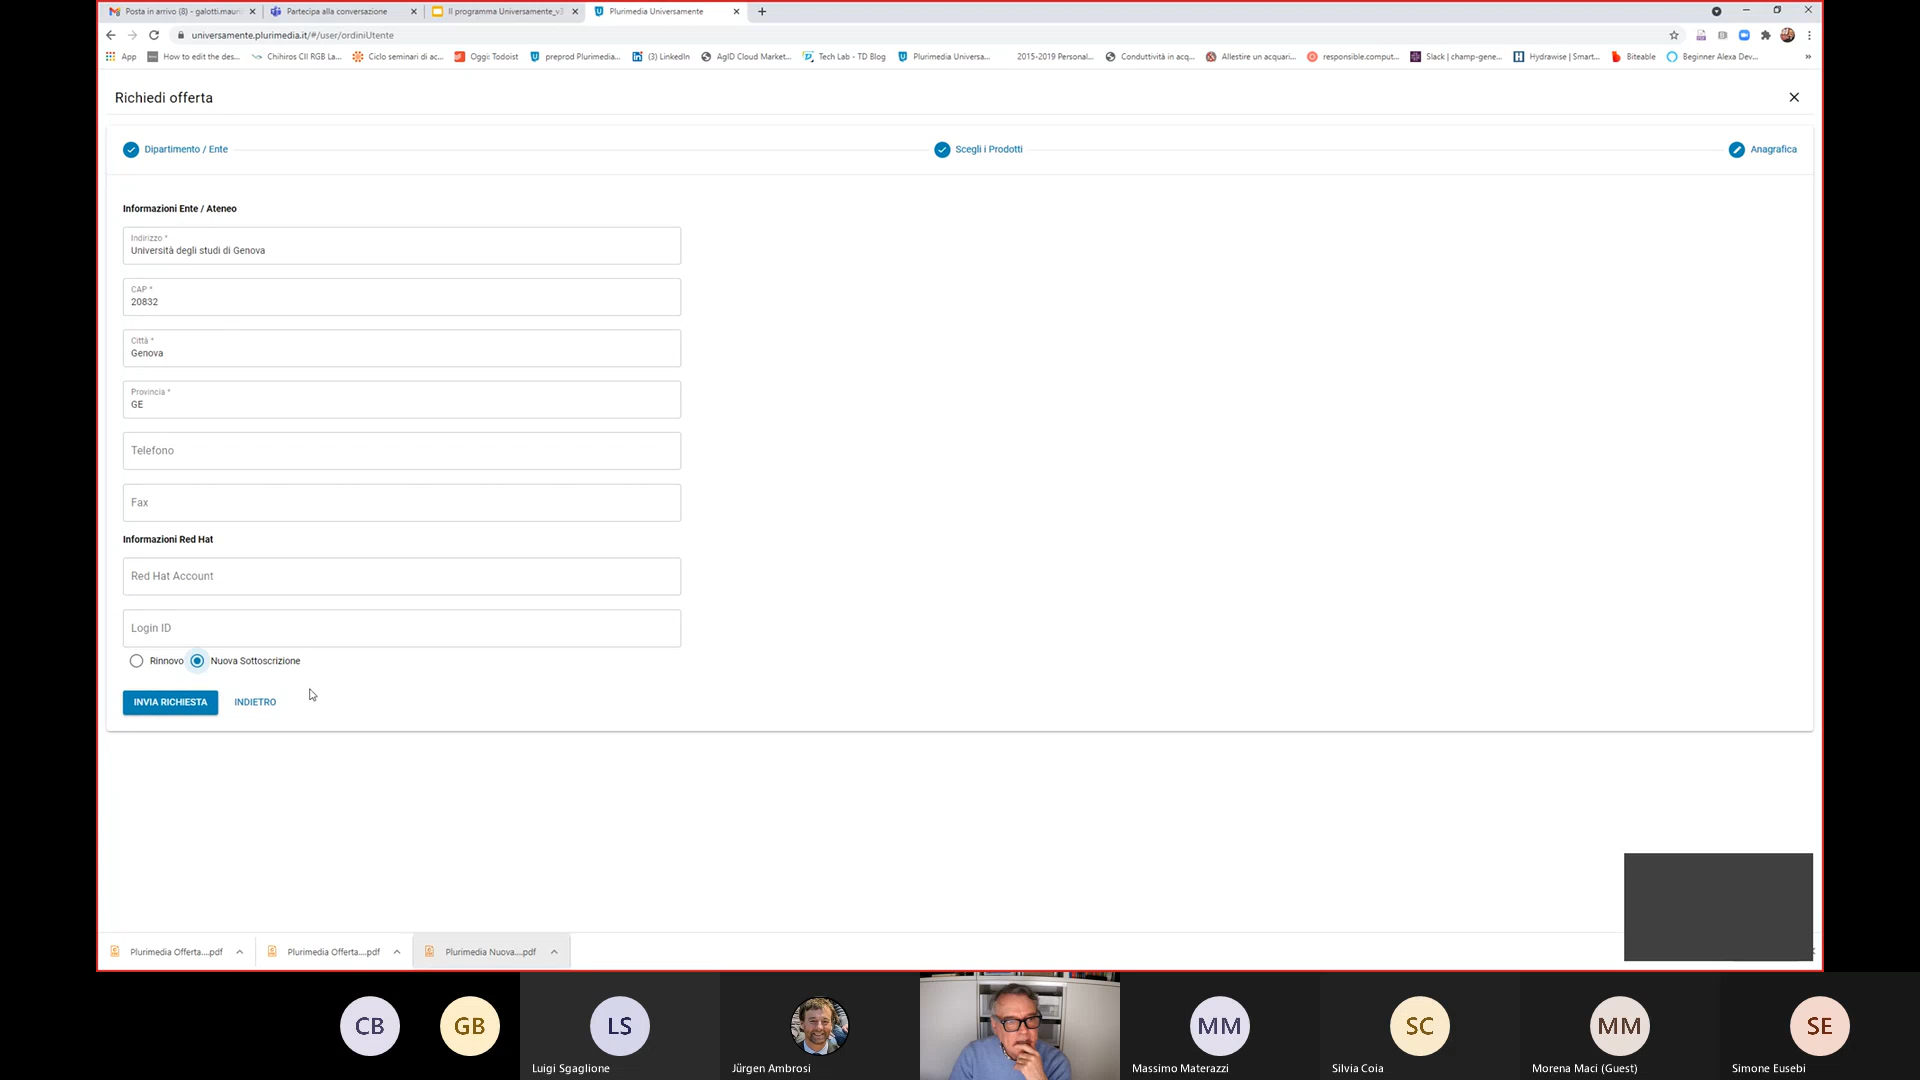 Posta in arrivo (8) - galotti.mauri
Partecipa alla conversazione
Il programma Universamente_v3
Plurimedia Universamente
universamente.plurimedia.it/#/user/ordiniUtente
App
How to edit the des...
Chihiros CII RGB La...
Ciclo seminari di ac...
Oggi: Todoist
preprod Plurimedia...
(3) LinkedIn
AgID Cloud Market...
Tech Lab - TD Blog
Plurimedia Universa...
2015-2019 Personal...
Conduttività in acq...
Allestire un acquari...
responsible.comput...
Slack | champ-gene...
Hydrawise | Smart...
Biteable
Beginner Alexa Dev...
»
Richiedi offerta
Dipartimento / Ente
Scegli i Prodotti
Anagrafica
Informazioni Ente / Ateneo
Indirizzo *
Università degli studi di Genova
CAP *
20832
Città *
Genova
Provincia *
GE
Telefono
Fax
Informazioni Red Hat
Red Hat Account
Login ID
Rinnovo
Nuova Sottoscrizione
INVIA RICHIESTA
INDIETRO
Plurimedia Offerta....pdf
Plurimedia Offerta....pdf
Plurimedia Nuova....pdf
CB
GB
LS
MM
SC
MM
SE
Luigi Sgaglione
Jürgen Ambrosi
Massimo Materazzi
Silvia Coia
Morena Maci (Guest)
Simone Eusebi